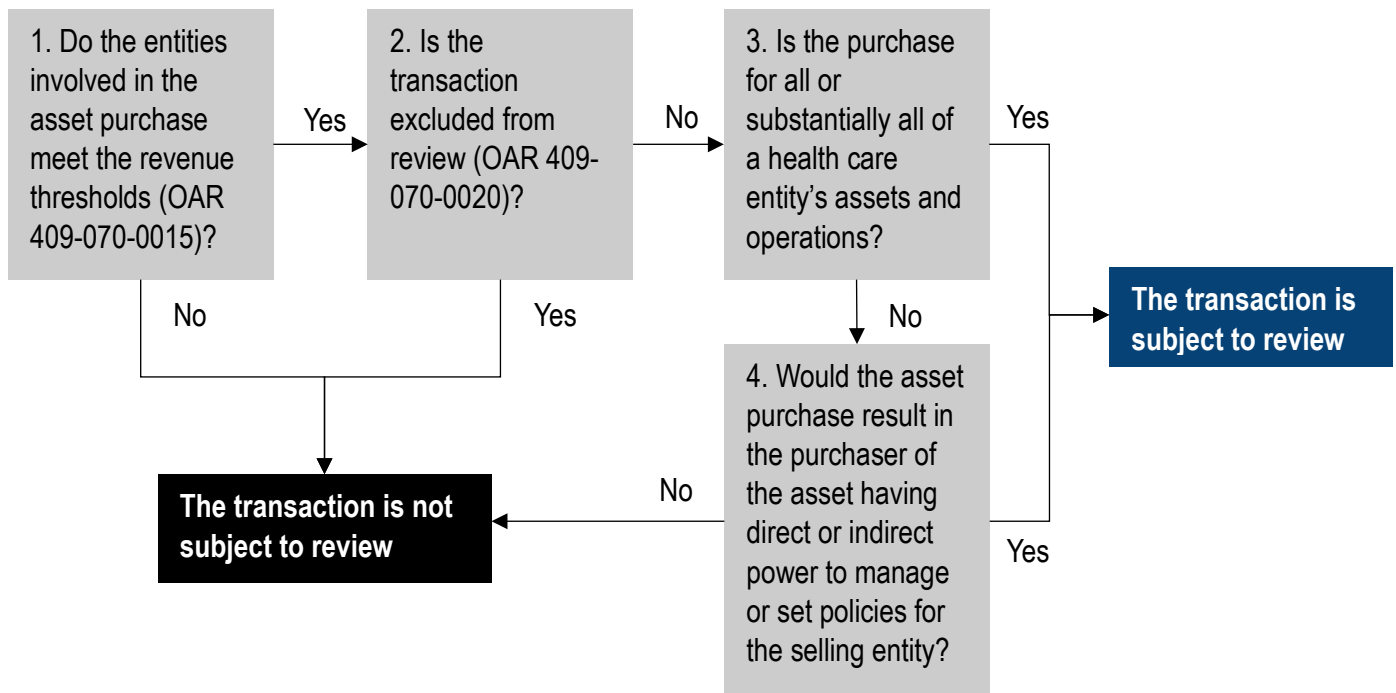 1. Do the entities
involved in the
asset purchase
meet the revenue
thresholds (OAR
409-070-0015)?
Yes
No
2. Is the
transaction
excluded from
review (OAR 409-
070-0020)?
No
Yes
3. Is the purchase
for all or
substantially all of
a health care
entity’s assets and
operations?
Yes
No
The transaction is
subject to review
4. Would the asset
purchase result in
the purchaser of
the asset having
direct or indirect
power to manage
or set policies for
the selling entity?
No
Yes
The transaction is not
subject to review